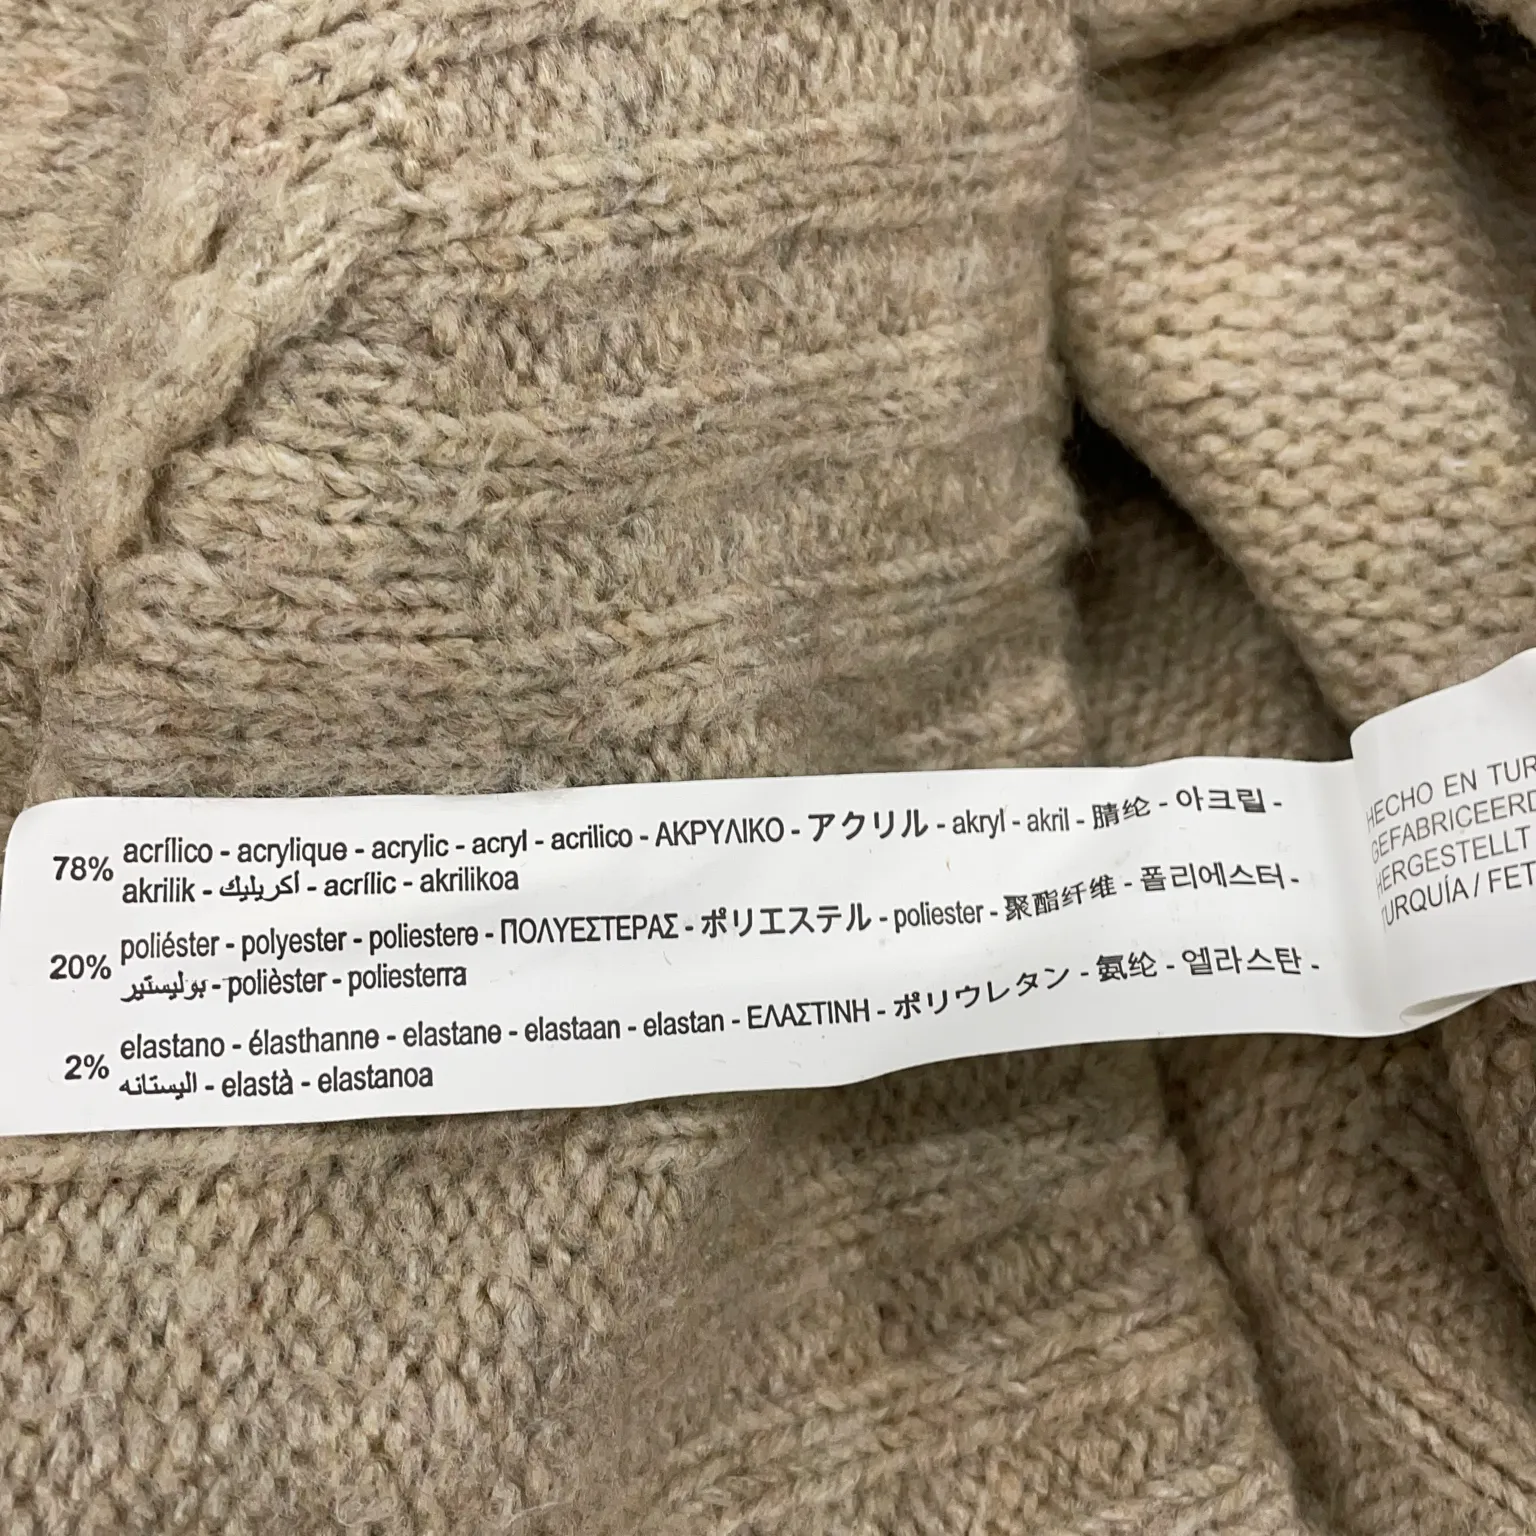 78% acrílico - acrylique - acrylic - acryl - acrilico - ΑΚΡΥΛΙΚΟ - アクリル - akryl - akril - 腈纶 - 아크릴 -
akrilik - أكريليك - acrílic - akrilikoa
20% poliéster - polyester - poliestere - ΠΟΛΥΕΣΤΕΡΑΣ - ポリエステル - poliester - 聚酯纤维 - 폴리에스터 -
بوليستير - polièster - poliesterra
2% elastano - élasthanne - elastane - elastaan - elastan - ΕΛΑΣΤΙΝΗ - ポリウレタン - 氨纶 - 엘라스탄 -
اليستانه - elastà - elastanoa
HECHO EN TUR
GEFABRICEERD
HERGESTELLT
TURQUÍA / FET